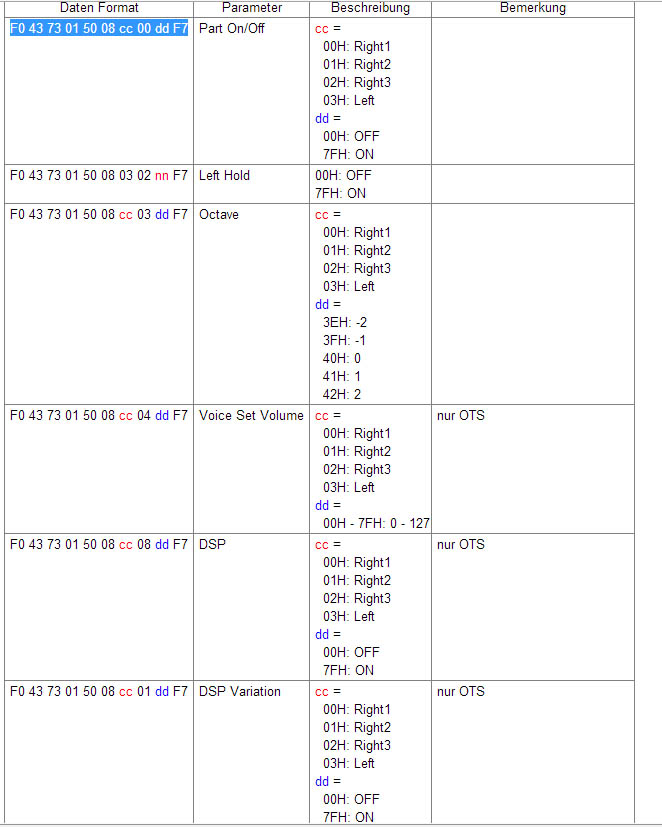 Daten Format Parameter Beschreibung Bemerkung
F0 43 73 01 50 08 cc 00 dd F7 Part On/Off cc =
00H: Right1
01H: Right2
02H: Right3
03H: Left
dd =
00H: OFF
7FH: ON
F0 43 73 01 50 08 03 02 nn F7 Left Hold 00H: OFF
7FH: ON
F0 43 73 01 50 08 cc 03 dd F7 Octave cc =
00H: Right1
01H: Right2
02H: Right3
03H: Left
dd =
3EH: -2
3FH: -1
40H: 0
41H: 1
42H: 2
F0 43 73 01 50 08 cc 04 dd F7 Voice Set Volume cc = nur OTS
00H: Right1
01H: Right2
02H: Right3
03H: Left
dd =
00H - 7FH: 0 - 127
F0 43 73 01 50 08 cc 08 dd F7 DSP cc = nur OTS
00H: Right1
01H: Right2
02H: Right3
03H: Left
dd =
00H: OFF
7FH: ON
F0 43 73 01 50 08 cc 01 dd F7 DSP Variation cc = nur OTS
00H: Right1
01H: Right2
02H: Right3
03H: Left
dd =
00H: OFF
7FH: ON